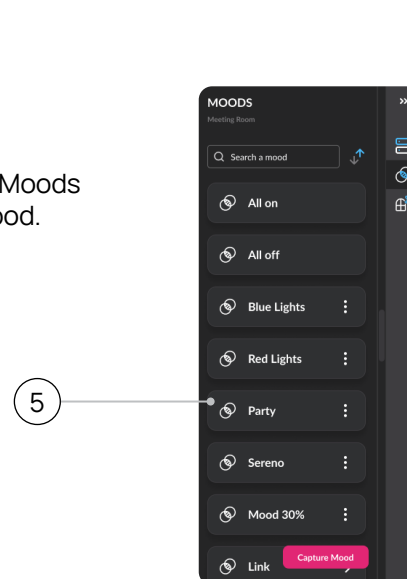 Moods
ood.
5
MOODS
Meeting Room
Search a mood
All on
All off
Blue Lights
Red Lights
Party
Sereno
Mood 30%
Capture Mood
Link